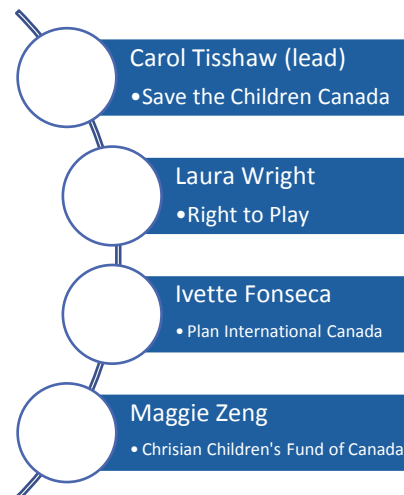 Carol Tisshaw (lead)
•Save the Children Canada
Laura Wright
•Right to Play
Ivette Fonseca
• Plan International Canada
Maggie Zeng
• Chrisian Children's Fund of Canada